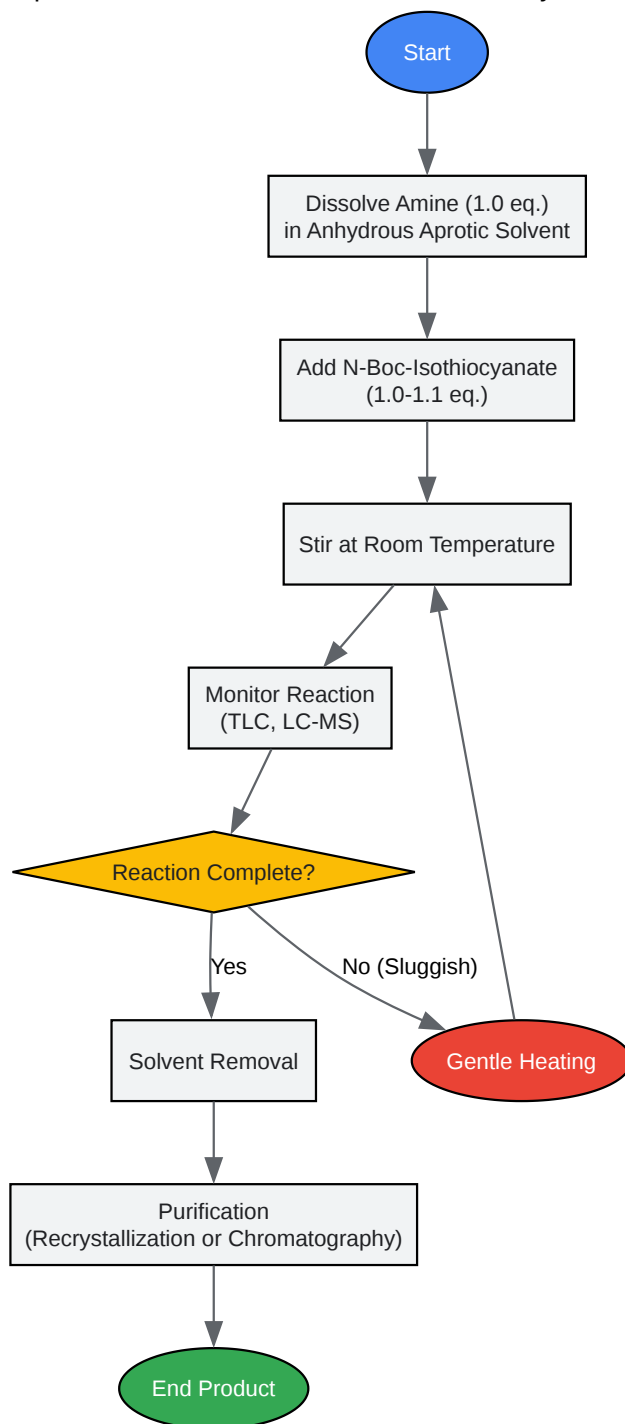 Start
Dissolve Amine (1.0 eq.)
in Anhydrous Aprotic Solvent
Add N-Boc-Isothiocyanate
(1.0-1.1 eq.)
Stir at Room Temperature
Monitor Reaction
(TLC, LC-MS)
Reaction Complete?
Yes
No (Sluggish)
Solvent Removal
Gentle Heating
Purification
(Recrystallization or Chromatography)
End Product